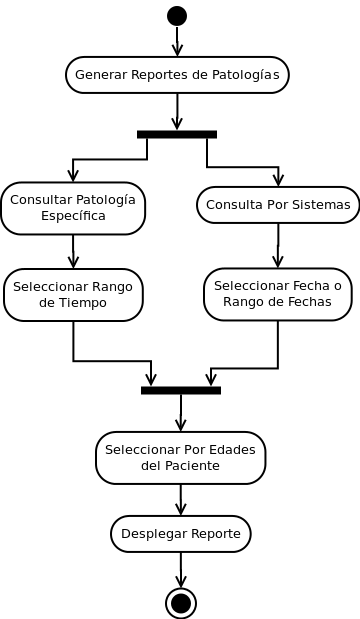 Generar Reportes de Patologías
Consultar Patología
Específica
Consulta Por Sistemas
Seleccionar Rango
de Tiempo
Seleccionar Fecha o
Rango de Fechas
Seleccionar Por Edades
del Paciente
Desplegar Reporte